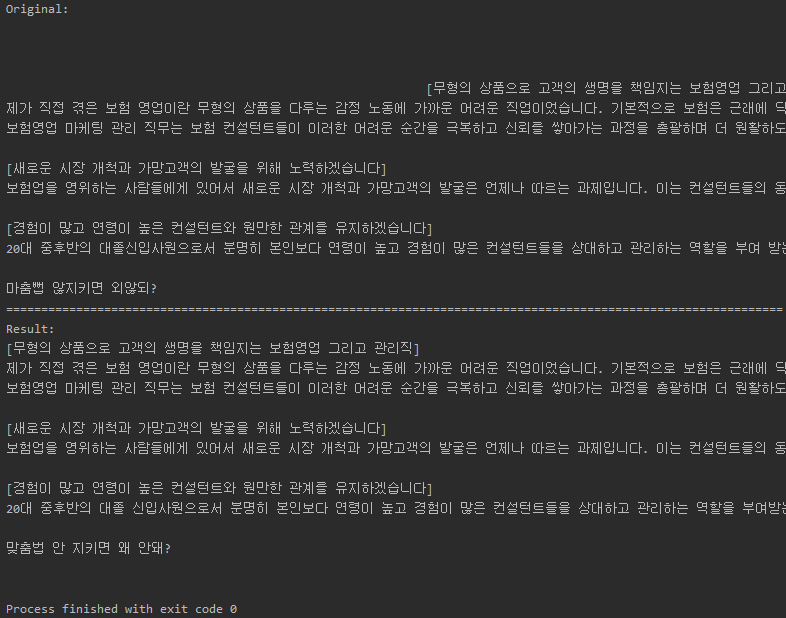 Original:
[무형의 상품으로 고객의 생명을 책임지는 보험영업 그리고
제가 직접 겪은 보험 영업이란 무형의 상품을 다루는 감정 노동에 가까운 어려운 직업이었습니다. 기본적으로 보험은 근래에 닥
보험영업 마케팅 관리 직무는 보험 컨설턴트들이 이러한 어려운 순간을 극복하고 신뢰를 쌓아가는 과정을 총괄하며 더 원활하도
[새로운 시장 개척과 가망고객의 발굴을 위해 노력하겠습니다]
보험업을 영위하는 사람들에게 있어서 새로운 시장 개척과 가망고객의 발굴은 언제나 따르는 과제입니다. 이는 컨설턴트들의 동
[경험이 많고 연령이 높은 컨설턴트와 원만한 관계를 유지하겠습니다]
20대 중후반의 대졸신입사원으로서 분명히 본인보다 연령이 높고 경험이 많은 컨설턴트들을 상대하고 관리하는 역할을 부여 받는
마춤뻡 않지키면 외않되?
=================================================================================================
Result:
[무형의 상품으로 고객의 생명을 책임지는 보험영업 그리고 관리직]
제가 직접 겪은 보험 영업이란 무형의 상품을 다루는 감정 노동에 가까운 어려운 직업이었습니다. 기본적으로 보험은 근래에 닥
보험영업 마케팅 관리 직무는 보험 컨설턴트들이 이러한 어려운 순간을 극복하고 신뢰를 쌓아가는 과정을 총괄하며 더 원활하도
[새로운 시장 개척과 가망고객의 발굴을 위해 노력하겠습니다]
보험업을 영위하는 사람들에게 있어서 새로운 시장 개척과 가망고객의 발굴은 언제나 따르는 과제입니다. 이는 컨설턴트들의 동
[경험이 많고 연령이 높은 컨설턴트와 원만한 관계를 유지하겠습니다]
20대 중후반의 대졸 신입사원으로서 분명히 본인보다 연령이 높고 경험이 많은 컨설턴트들을 상대하고 관리하는 역할을 부여받는
맞춤법 안 지키면 왜 안돼?
Process finished with exit code 0